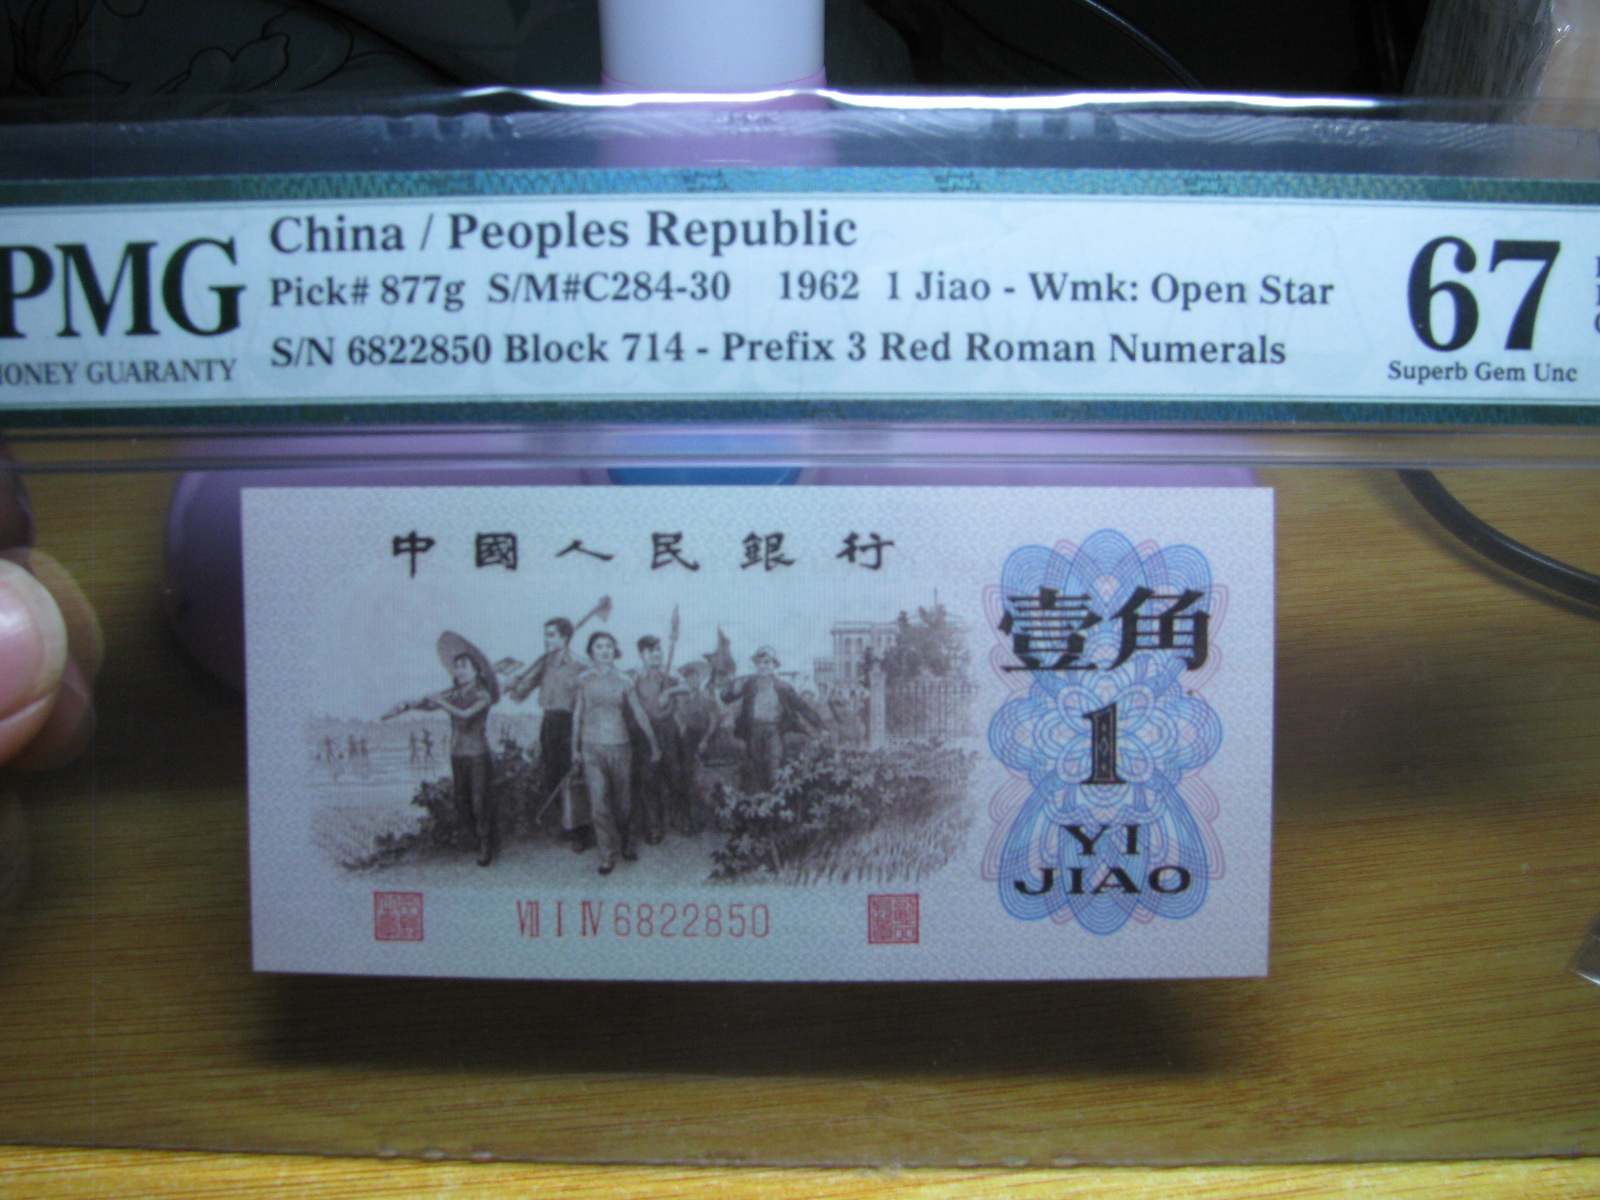 China / Peoples Republic
PMG
Pick# 877g S/M#C284-30 1962 1 Jiao - Wmk: Open Star
67
S/N 6822850 Block 714 - Prefix 3 Red Roman Numerals
MONEY GUARANTY
Superb Gem Unc
中國人民銀行
壹角
1
YI
JIAO
VII I IV 6822850